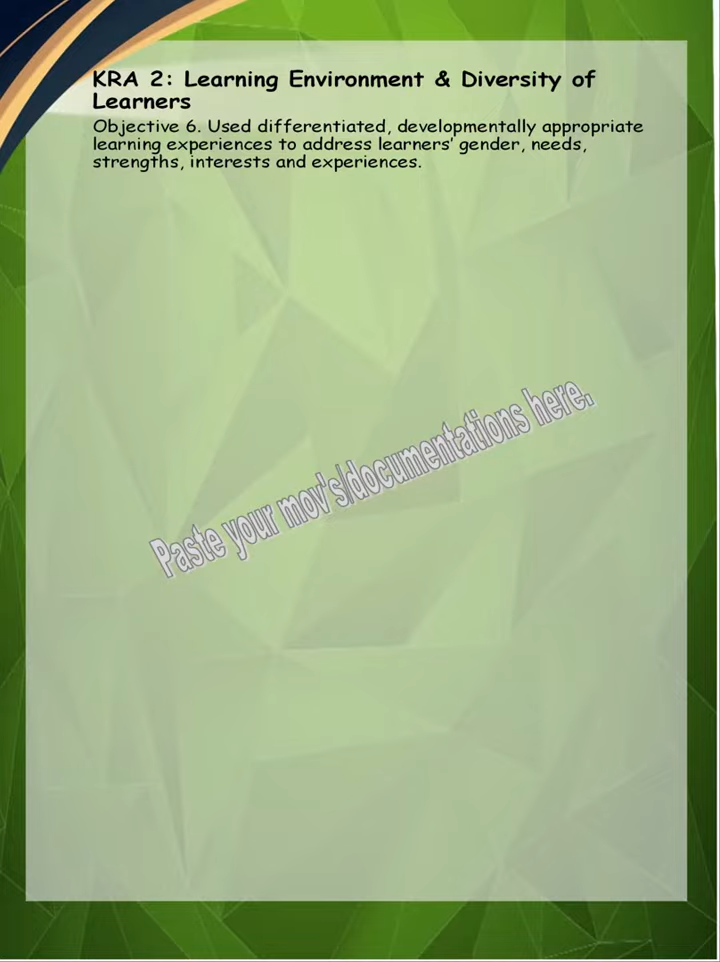 KRA 2: Learning Environment & Diversity of
Learners
Objective 6. Used differentiated, developmentally appropriate
learning experiences to address learners’ gender, needs,
strengths, interests and experiences.
Paste your mov's/documentations here.